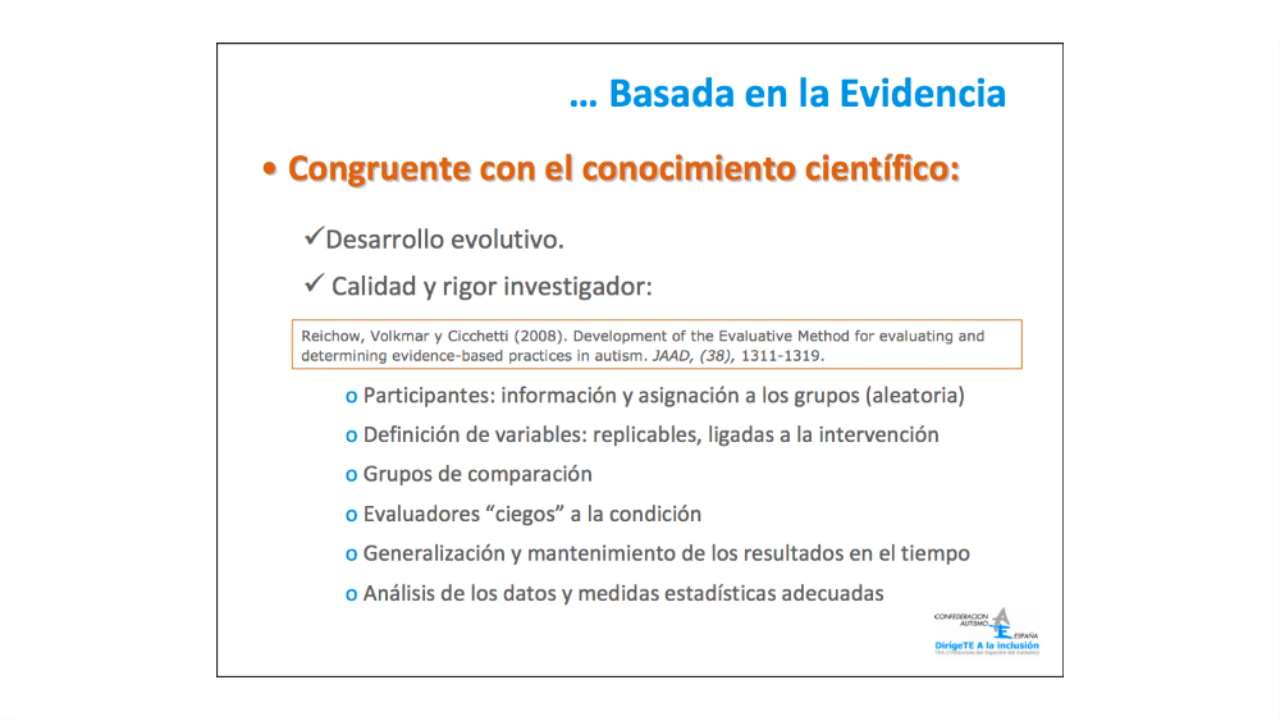 ... Basada en la Evidencia
• Congruente con el conocimiento científico:
✓Desarrollo evolutivo.
✓ Calidad y rigor investigador:
Reichow, Volkmar y Cicchetti (2008). Development of the Evaluative Method for evaluating and
determining evidence-based practices in autism. JAAD, (38), 1311-1319.
o Participantes: información y asignación a los grupos (aleatoria)
o Definición de variables: replicables, ligadas a la intervención
o Grupos de comparación
o Evaluadores “ciegos” a la condición
o Generalización y mantenimiento de los resultados en el tiempo
o Análisis de los datos y medidas estadísticas adecuadas
CONFEDERACION
AUTISMO
AE
ESPAÑA
DirigeTE A la inclusión